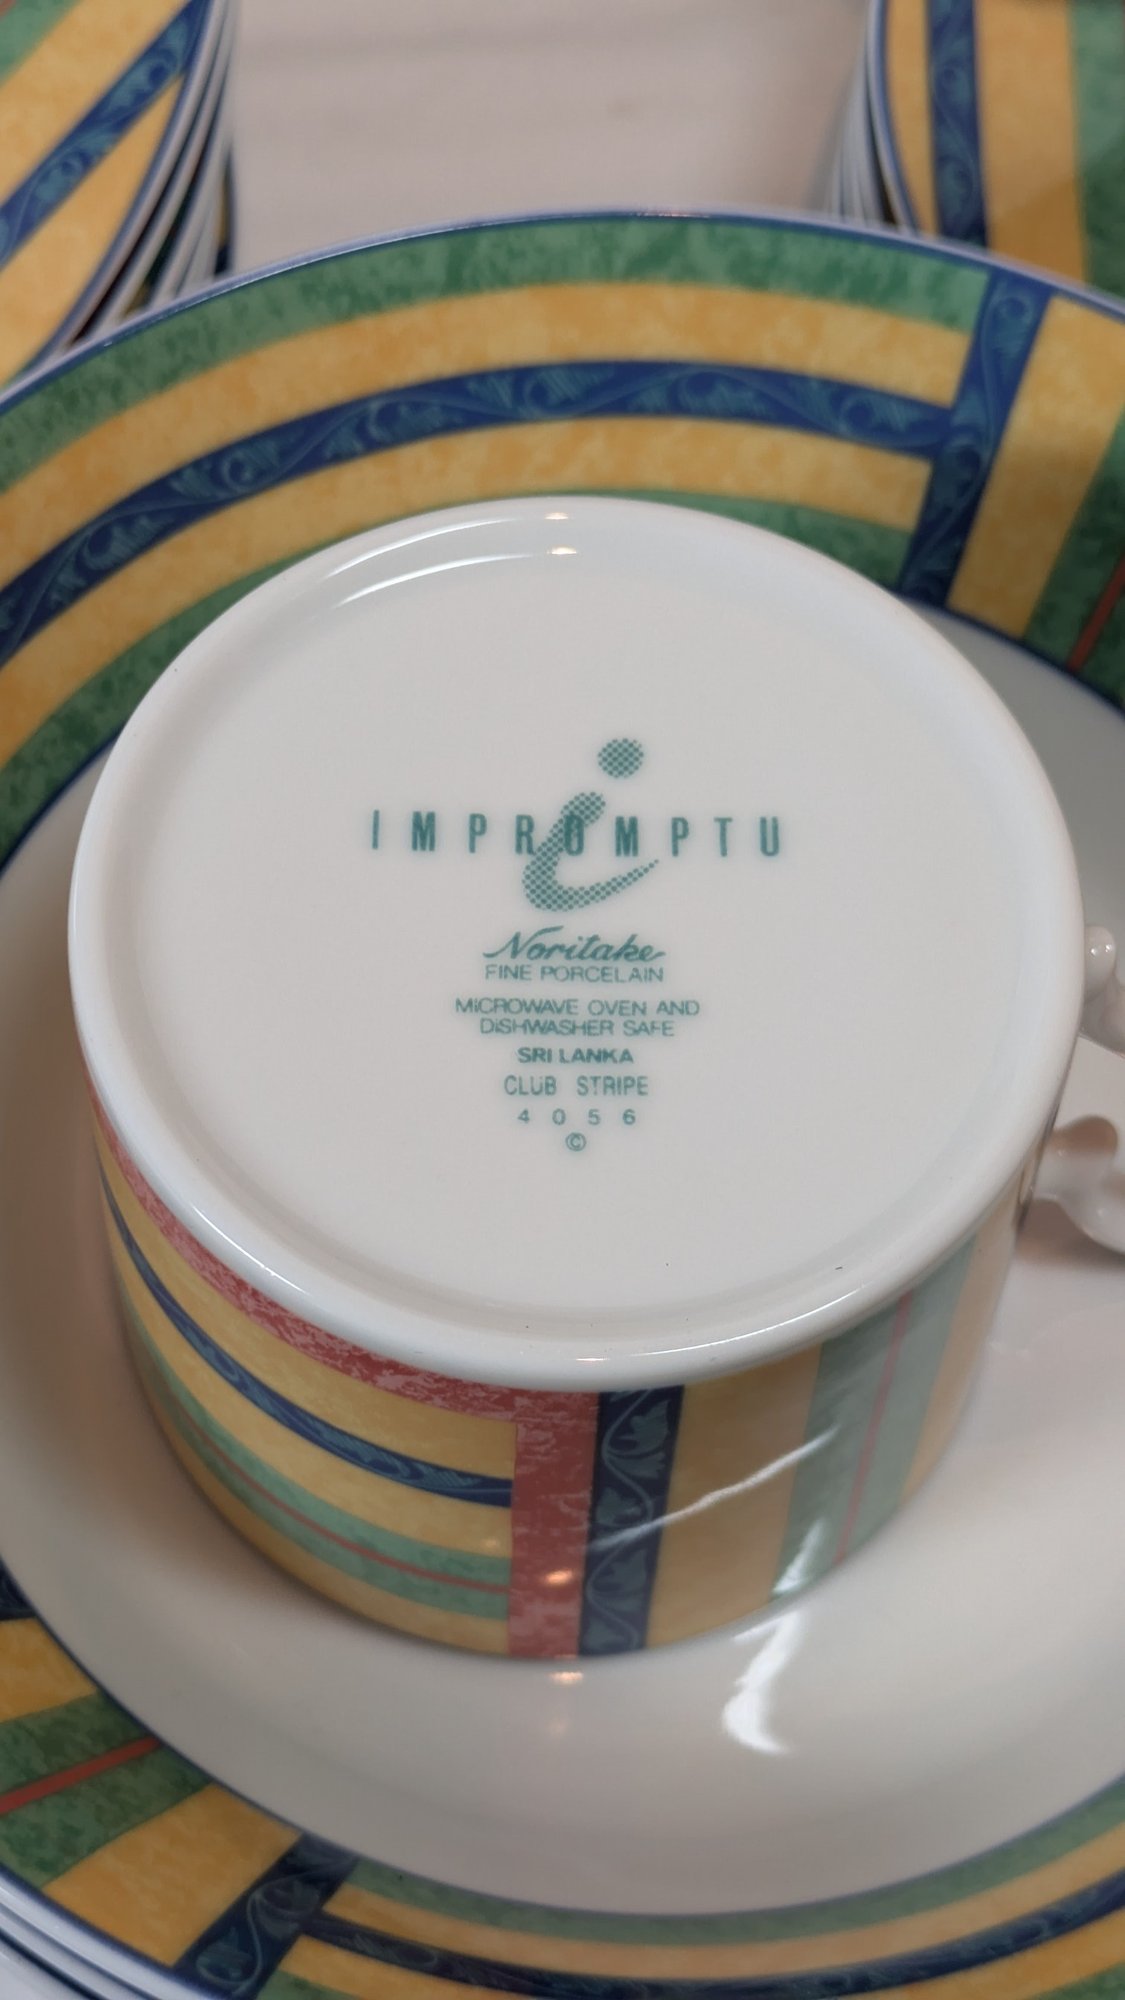 i
IMPROMPTU
Noritake
FINE PORCELAIN
MICROWAVE OVEN AND
DISHWASHER SAFE
SRI LANKA
CLUB STRIPE
4056
©